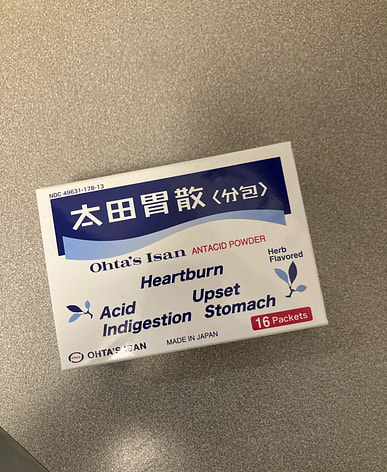 NDC 49631-178-13
太田胃散〈分包〉
Ohta's Isan ANTACID POWDER
Herb
Flavored
Heartburn
Acid
Indigestion
Upset
Stomach
16 Packets
OHTA'S ISAN
MADE IN JAPAN